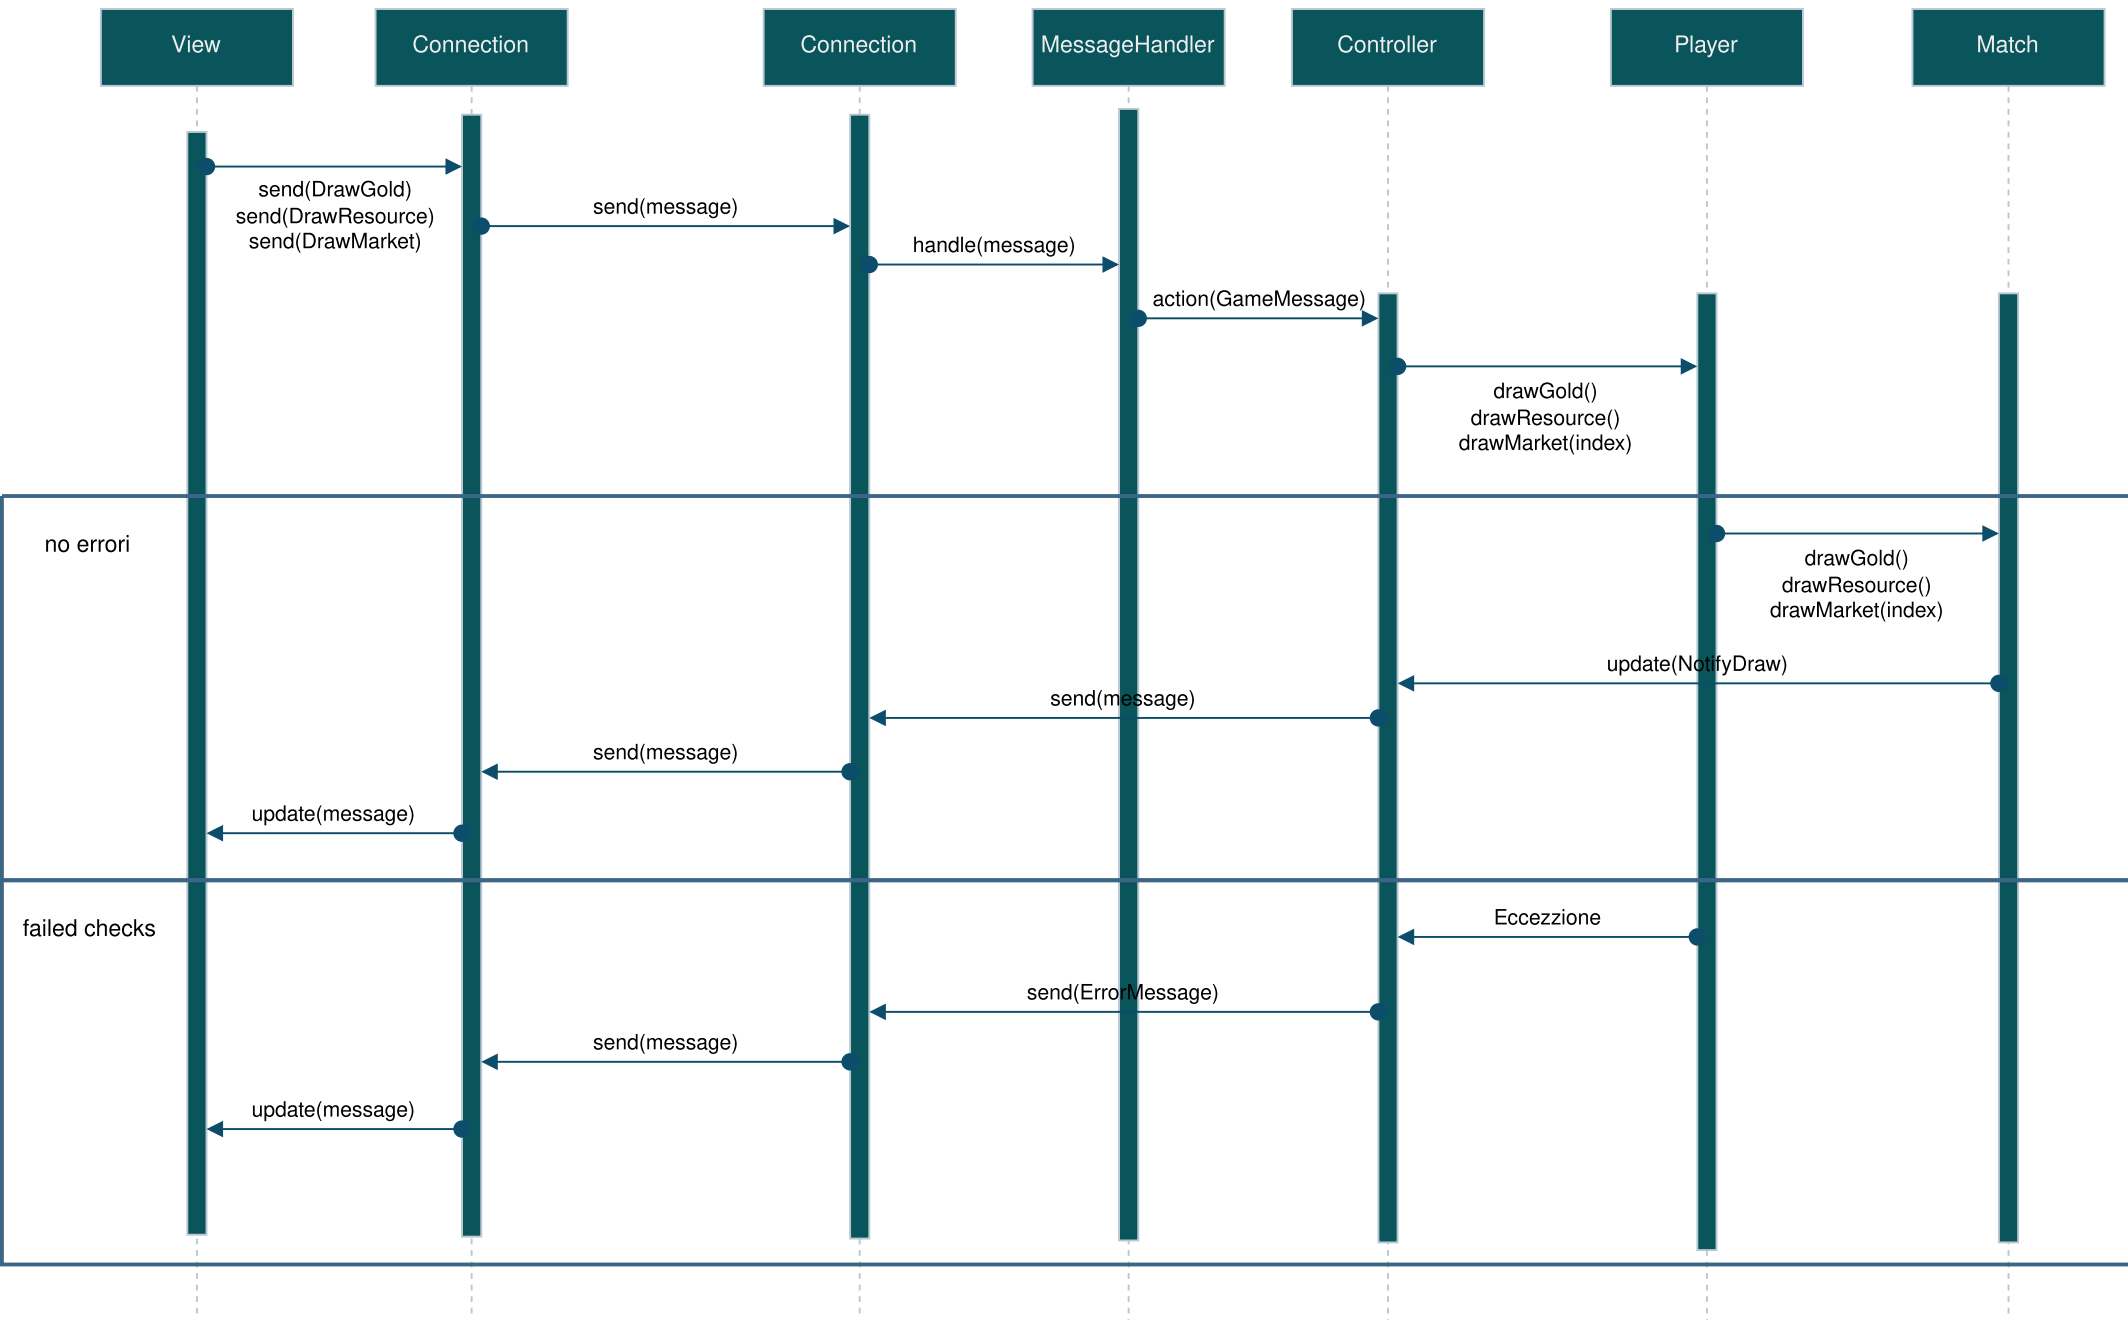 View
Connection
Connection
MessageHandler
Controller
Player
Match
send(DrawGold)
send(DrawResource)
send(DrawMarket)
send(message)
handle(message)
action(GameMessage)
drawGold()
drawResource()
drawMarket(index)
no errori
drawGold()
drawResource()
drawMarket(index)
update(NotifyDraw)
send(message)
send(message)
update(message)
failed checks
Eccezzione
send(ErrorMessage)
send(message)
update(message)